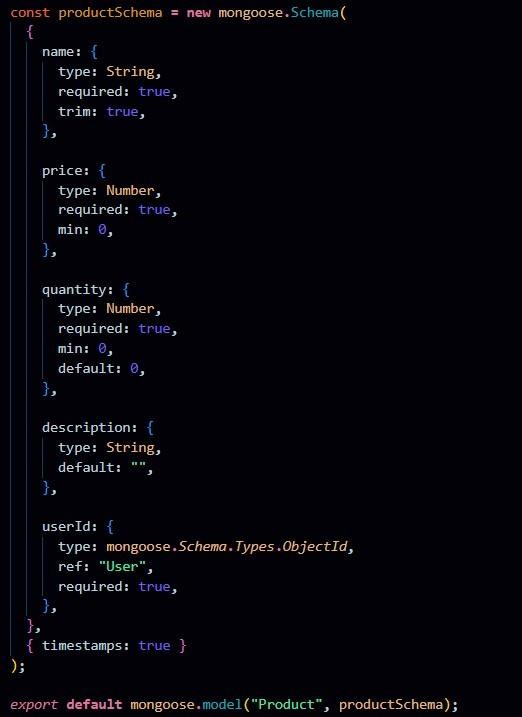 const productSchema = new mongoose.Schema(
  {
    name: {
      type: String,
      required: true,
      trim: true,
    },

    price: {
      type: Number,
      required: true,
      min: 0,
    },

    quantity: {
      type: Number,
      required: true,
      min: 0,
      default: 0,
    },

    description: {
      type: String,
      default: "",
    },

    userId: {
      type: mongoose.Schema.Types.ObjectId,
      ref: "User",
      required: true,
    },
  },
  { timestamps: true }
);

export default mongoose.model("Product", productSchema);